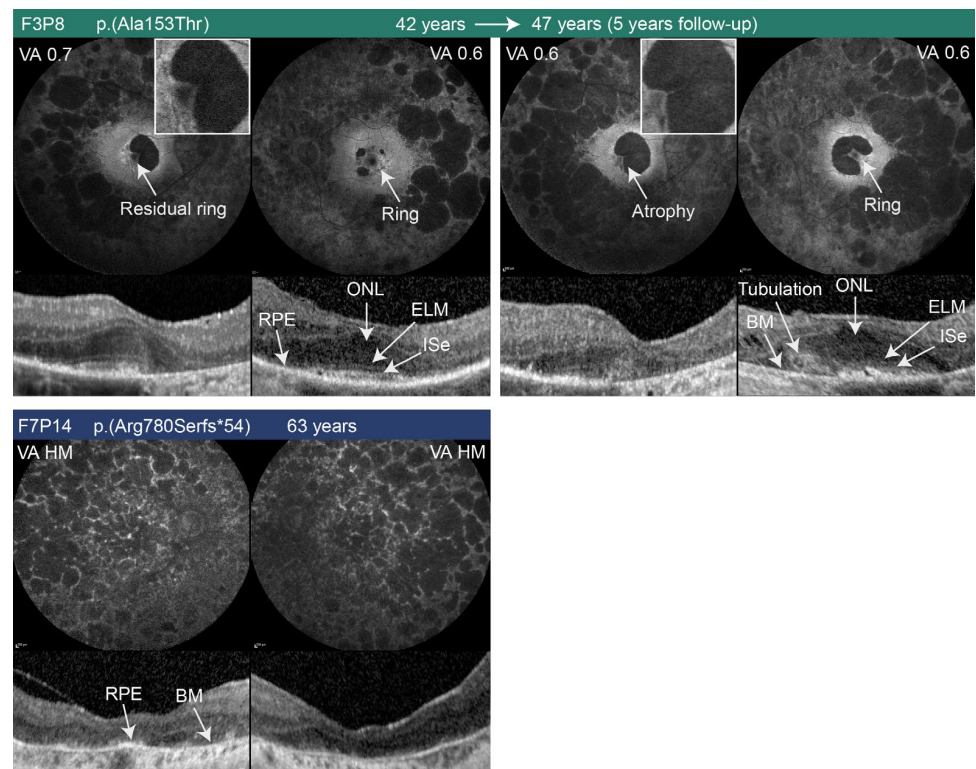 F3P8 p.(Ala153Thr) 42 years → 47 years (5 years follow-up)
VA 0.7
VA 0.6
VA 0.6
VA 0.6
Residual ring
Ring
Atrophy
Ring
RPE
ONL
ELM
ISe
Tubulation
BM
ONL
ELM
ISe
F7P14 p.(Arg780Serfs*54) 63 years
VA HM
VA HM
RPE
BM